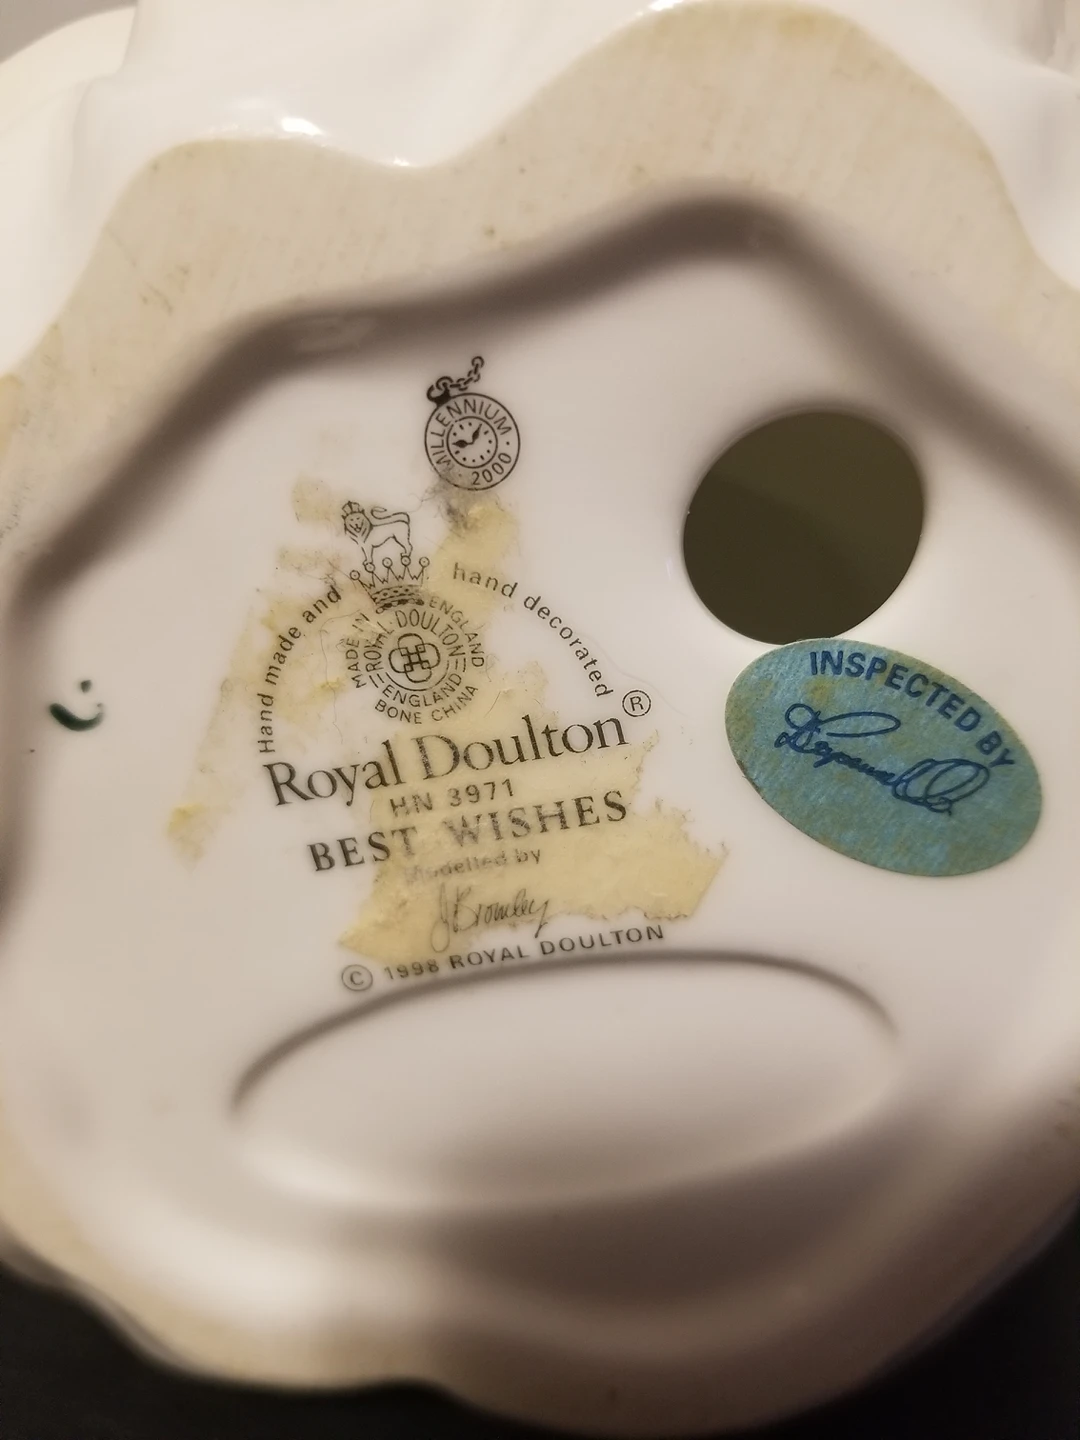 MILLENNIUM
2000
Hand made and hand decorated
MADE IN ENGLAND
ROYAL DOULTON
ENGLAND
BONE CHINA
Royal Doulton ®
HN 3971
BEST WISHES
Modelled by
J Bromley
© 1998 ROYAL DOULTON
INSPECTED BY